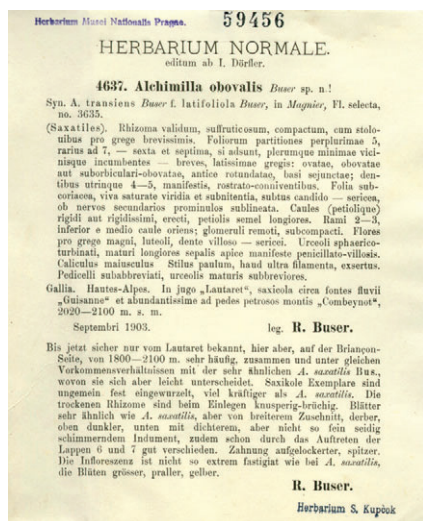 Herbarium Musei Nationalis Pragae.
59456
HERBARIUM NORMALE.
editum ab I. Dörfler.
4637. Alchimilla obovalis Buser sp. n.!
Syn. A. transiens Buser f. latifoliola Buser, in Magnier, Fl. selecta,
no. 3635.
(Saxatiles). Rhizoma validum, suffruticosum, compactum, cum stolo-
uibus pro grege brevissimis. Foliorum partitiones perplurimae 5,
rarius ad 7, — sexta et septima, si adsunt, plerumque minimae vici-
nisque incumbentes — breves, latissimae gregis: ovatae, obovatae
aut suborbiculari-obovatae, antice rotundatae, basi sejunctae; den-
tibus utrinque 4—5, manifestis, rostrato-conniventibus. Folia sub-
coriacea, viva saturate viridia et subnitentia, subtus candido — sericea,
ob nervos secundarios prominulos sublineata. Caules (petiolique)
rigidi aut rigidissimi, erecti, petiolis semel longiores. Rami 2—3,
inferior e medio caule oriens; glomeruli remoti, subcompacti. Flores
pro grege magni, luteoli, dente villoso — sericei. Urceoli sphaerico-
turbinati, maturi longiores sepalis apice manifeste penicillato-villosis.
Caliculus maiusculus Stilus paulum, haud ultra filamenta, exsertus.
Pedicelli subabbreviati, urceolis maturis subbreviores.
Gallia. Hautes-Alpes. In jugo „Lautaret", saxicola circa fontes fluvii
„Guisanne" et abundantissime ad pedes petrosos montis „Combeynot",
2020—2100 m. s. m.
Septembri 1903. leg. R. Buser.
Bis jetzt sicher nur vom Lautaret bekannt, hier aber, auf der Briançon-
Seite, von 1800—2100 m. sehr häufig, zusammen und unter gleichen
Vorkommensverhältnissen mit der sehr ähnlichen A. saxatilis Bus.,
wovon sie sich aber leicht unterscheidet. Saxikole Exemplare sind
ungemein fest eingewurzelt, viel kräftiger als A. saxatilis. Die
trockenen Rhizome sind beim Einlegen knusperig-brüchig. Blätter
sehr ähnlich wie A. saxatilis, aber von breiterem Zuschnitt, derber,
oben dunkler, unten mit dichterem, aber nicht so fein seidig
schimmerndem Indument, zudem schon durch das Auftreten der
Lappen 6 und 7 gut verschieden. Zahnung aufgelockerter, spitzer.
Die Infloreszenz ist nicht so extrem fastigiat wie bei A. saxatilis,
die Blüten grösser, praller, gelber.
R. Buser.
Herbarium S. Kupčok